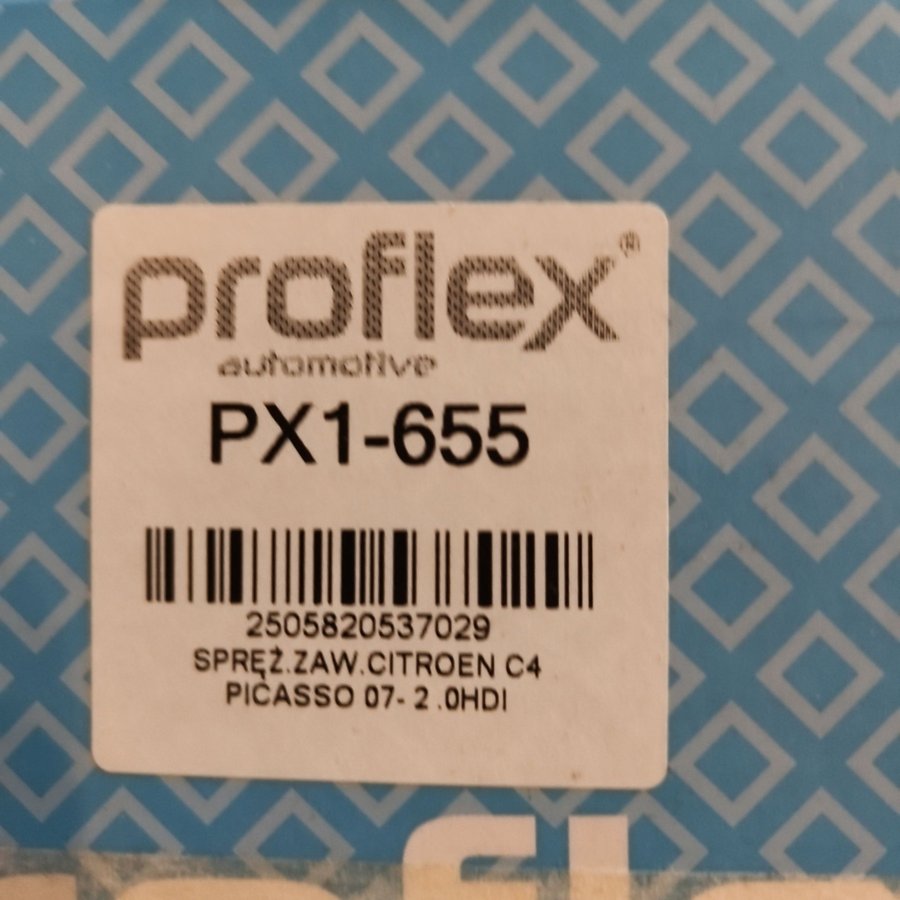 proflex®
automotive
PX1-655
2505820537029
SPRĘŻ.ZAW.CITROEN C4
PICASSO 07- 2 .0HDI